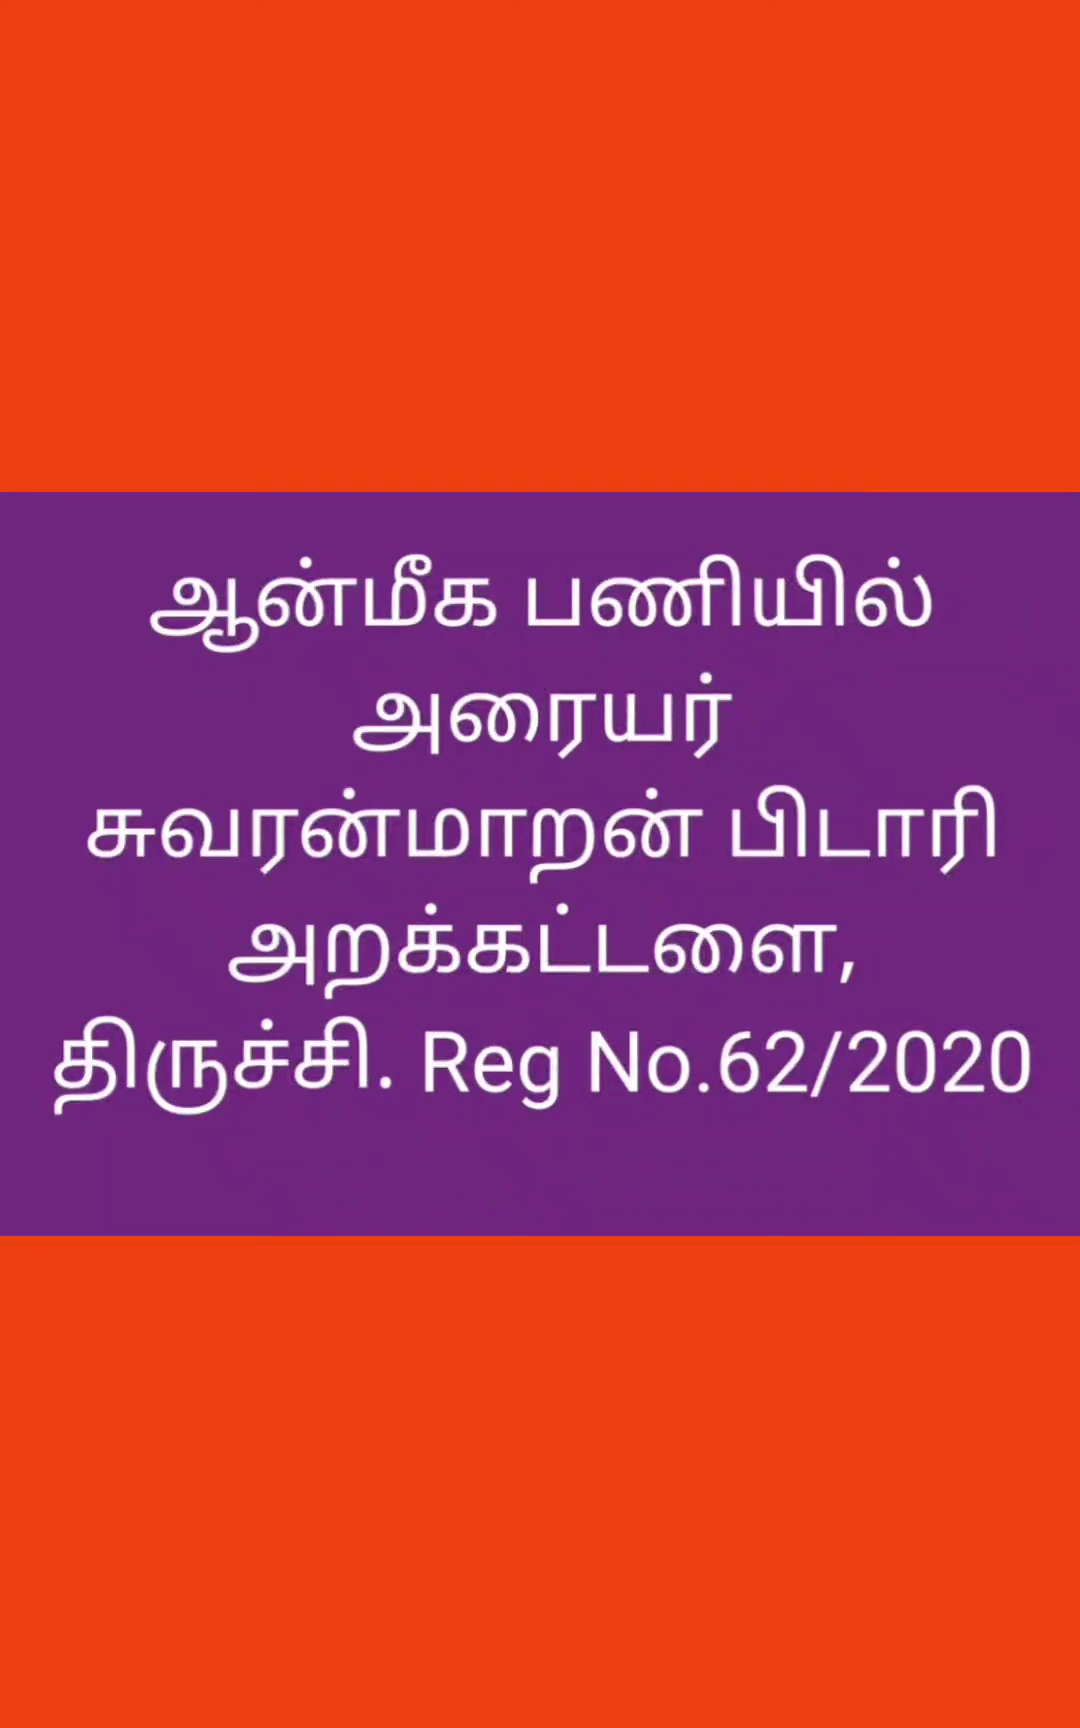 ஆன்மீக பணியில்
அரையர்
சுவரன்மாறன் பிடாரி
அறக்கட்டளை,
திருச்சி. Reg No.62/2020